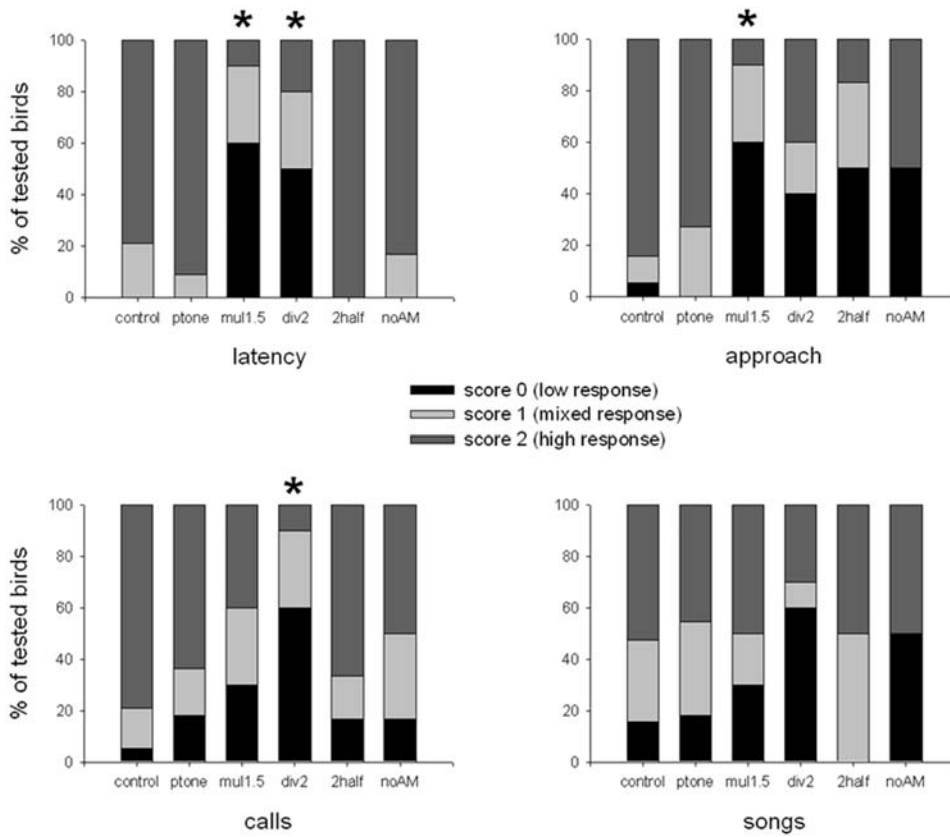 * *
% of tested birds
100
80
60
40
20
0
control ptone mul1.5 div2 2half noAM
latency
*
100
80
60
40
20
0
control ptone mul1.5 div2 2half noAM
approach
score 0 (low response)
score 1 (mixed response)
score 2 (high response)
*
% of tested birds
100
80
60
40
20
0
control ptone mul1.5 div2 2half noAM
calls
100
80
60
40
20
0
control ptone mul1.5 div2 2half noAM
songs